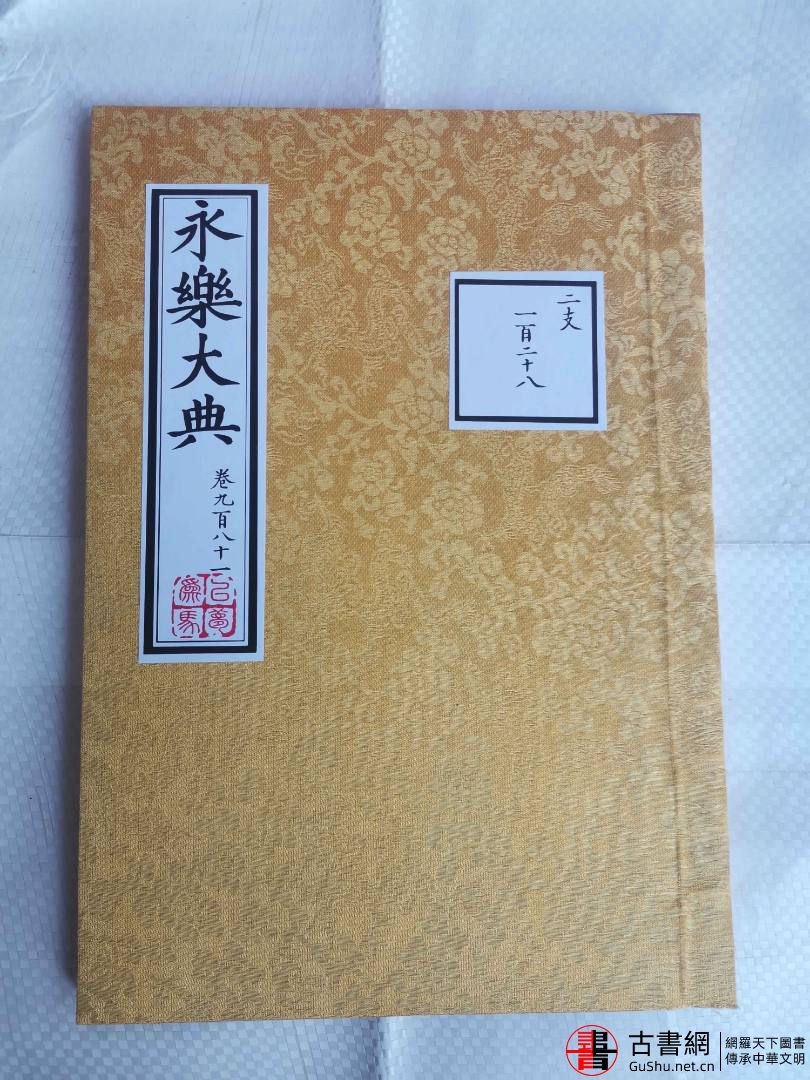 永樂大典
卷九百八十一
二支
一百二十八
古書網
GuShu.net.cn
網羅天下圖書
傳承中華文明